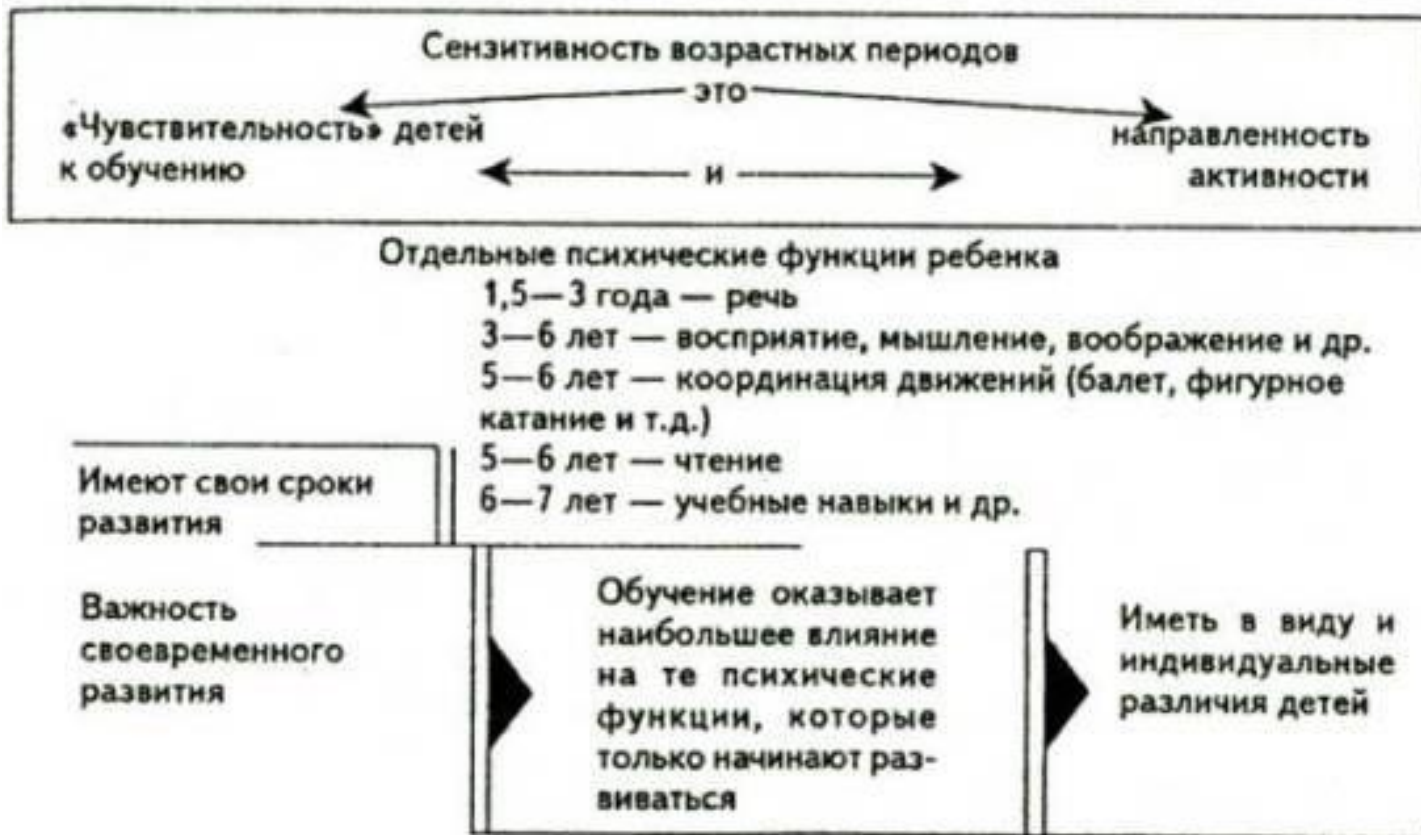 Сензитивность возрастных периодов
это
«Чувствительность» детей
к обучению
и
направленность
активности
Отдельные психические функции ребенка
1,5—3 года — речь
3—6 лет — восприятие, мышление, воображение и др.
5—6 лет — координация движений (балет, фигурное
катание и т.д.)
5—6 лет — чтение
6—7 лет — учебные навыки и др.
Имеют свои сроки
развития
Важность
своевременного
развития
Обучение оказывает
наибольшее влияние
на те психические
функции, которые
только начинают раз-
виваться
Иметь в виду и
индивидуальные
различия детей